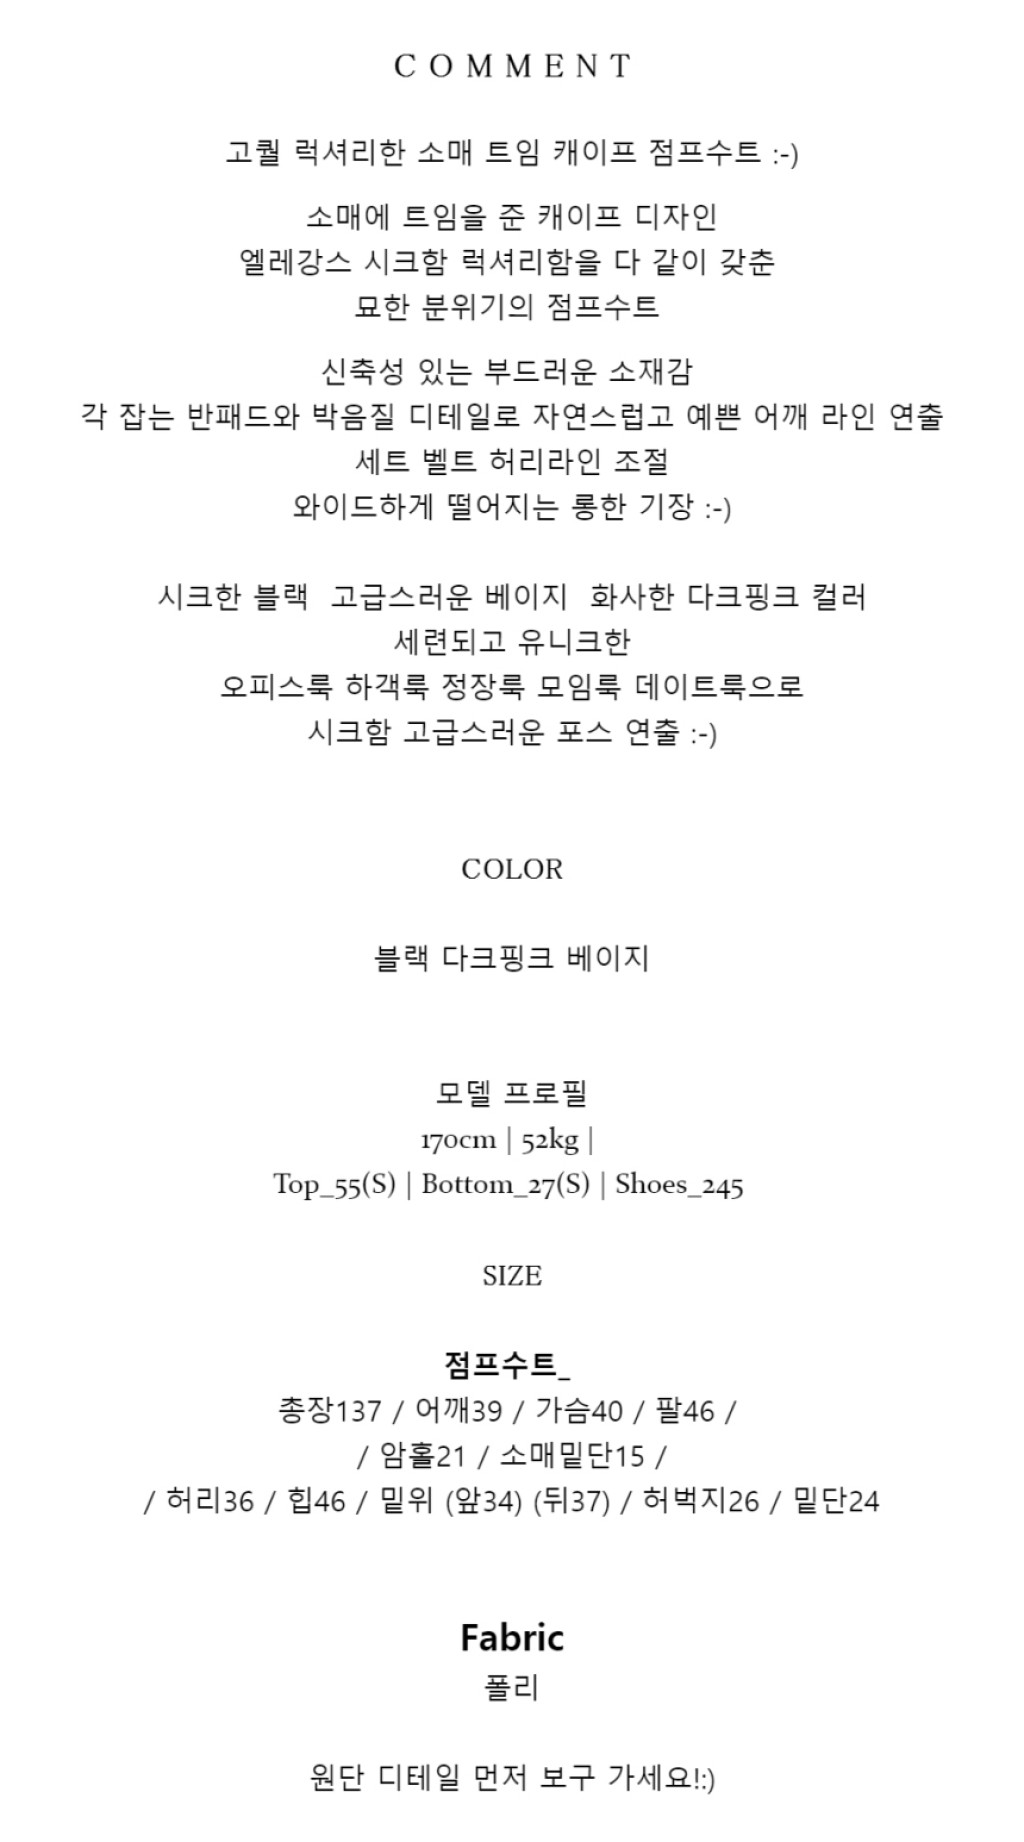 COMMENT
고퀄 럭셔리한 소매 트임 캐이프 점프수트 :-)
소매에 트임을 준 캐이프 디자인
엘레강스 시크함 럭셔리함을 다 같이 갖춘
묘한 분위기의 점프수트
신축성 있는 부드러운 소재감
각 잡는 반패드와 박음질 디테일로 자연스럽고 예쁜 어깨 라인 연출
세트 벨트 허리라인 조절
와이드하게 떨어지는 롱한 기장 :-)
시크한 블랙  고급스러운 베이지  화사한 다크핑크 컬러
세련되고 유니크한
오피스룩 하객룩 정장룩 모임룩 데이트룩으로
시크함 고급스러운 포스 연출 :-)
COLOR
블랙 다크핑크 베이지
모델 프로필
170cm | 52kg |
Top_55(S) | Bottom_27(S) | Shoes_245
SIZE
점프수트_
총장137 / 어깨39 / 가슴40 / 팔46 /
/ 암홀21 / 소매밑단15 /
/ 허리36 / 힙46 / 밑위 (앞34) (뒤37) / 허벅지26 / 밑단24
Fabric
폴리
원단 디테일 먼저 보구 가세요!:)